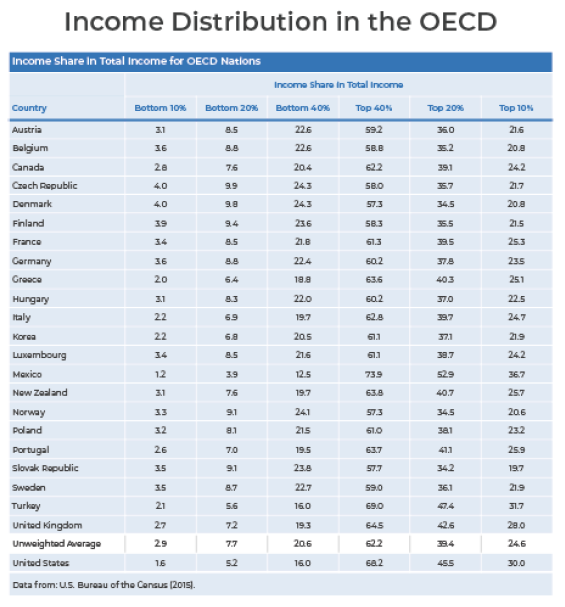 Income Distribution in the OECD
Income Share in Total Income for OECD Nations
Income Share in Total Income
Country Bottom 10% Bottom 20% Bottom 40% Top 40% Top 20% Top 10%
Austria 3.1 8.5 22.6 59.2 36.0 21.6
Belgium 3.6 8.8 22.6 58.8 35.2 20.8
Canada 2.8 7.6 20.4 62.2 39.1 24.2
Czech Republic 4.0 9.9 24.3 58.0 35.7 21.7
Denmark 4.0 9.8 24.3 57.3 34.5 20.8
Finland 3.9 9.4 23.6 58.3 35.5 21.5
France 3.4 8.5 21.8 61.3 39.5 25.3
Germany 3.6 8.8 22.4 60.2 37.8 23.5
Greece 2.0 6.4 18.8 63.6 40.3 25.1
Hungary 3.1 8.3 22.0 60.2 37.0 22.5
Italy 2.2 6.9 19.7 62.8 39.7 24.7
Korea 2.2 6.8 20.5 61.1 37.1 21.9
Luxembourg 3.4 8.5 21.6 61.1 38.7 24.2
Mexico 1.2 3.9 12.5 73.9 52.9 36.7
New Zealand 3.1 7.6 19.7 63.8 40.7 25.7
Norway 3.3 9.1 24.1 57.3 34.5 20.6
Poland 3.2 8.1 21.5 61.0 38.1 23.2
Portugal 2.6 7.0 19.5 63.7 41.1 25.9
Slovak Republic 3.5 9.1 23.8 57.7 34.2 19.7
Sweden 3.5 8.7 22.7 59.0 36.1 21.9
Turkey 2.1 5.6 16.0 69.0 47.4 31.7
United Kingdom 2.7 7.2 19.3 64.5 42.6 28.0
Unweighted Average 2.9 7.7 20.6 62.2 39.4 24.6
United States 1.6 5.2 16.0 68.2 45.5 30.0
Data from: U.S. Bureau of the Census (2015).